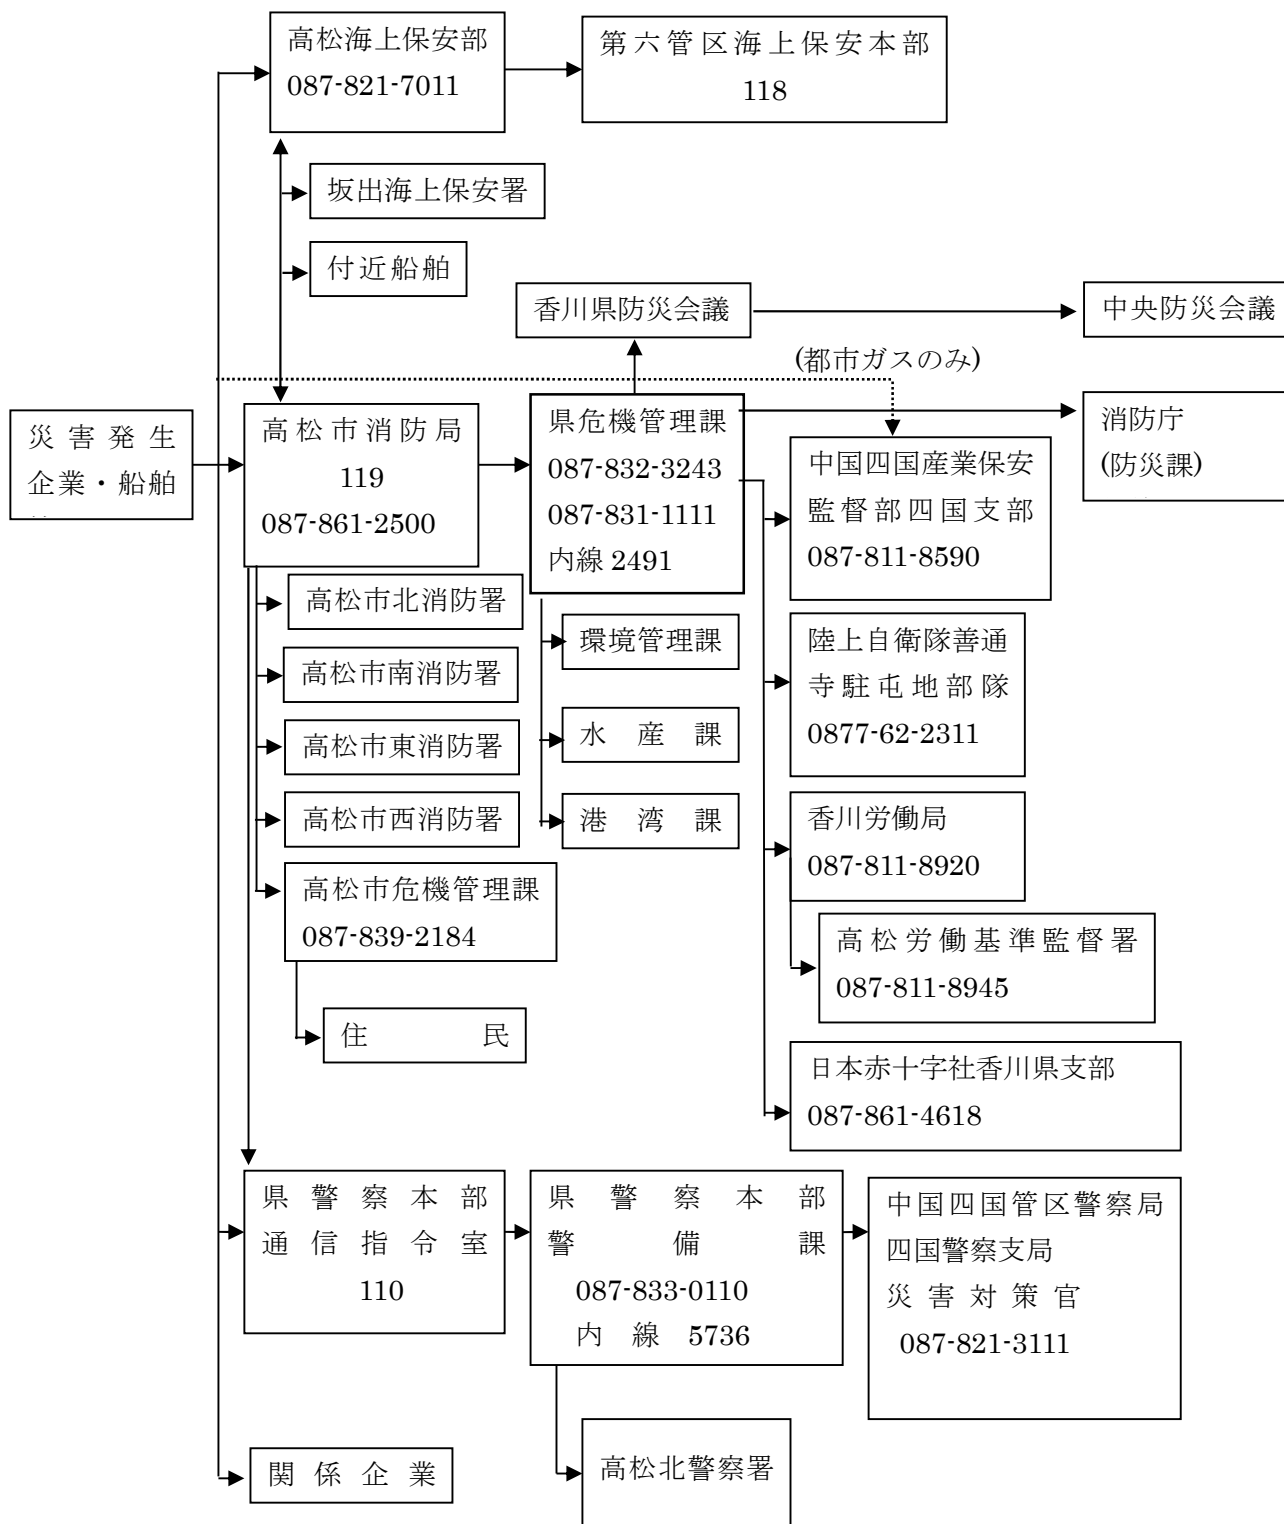 高松海上保安部
087-821-7011
第六管区海上保安本部
118
坂出海上保安署
付近船舶
香川県防災会議
中央防災会議
(都市ガスのみ)
災害発生
企業・船舶
高松市消防局
119
087-861-2500
県危機管理課
087-832-3243
087-831-1111
内線 2491
消防庁
(防災課)
中国四国産業保安
監督部四国支部
087-811-8590
高松市北消防署
高松市南消防署
高松市東消防署
高松市西消防署
高松市危機管理課
087-839-2184
住民
環境管理課
水産課
港湾課
陸上自衛隊善通
寺駐屯地部隊
0877-62-2311
香川労働局
087-811-8920
高松労働基準監督署
087-811-8945
日本赤十字社香川県支部
087-861-4618
県警察本部
通信指令室
110
県警察本部
警備課
087-833-0110
内線 5736
中国四国管区警察局
四国警察支局
災害対策官
087-821-3111
関係企業
高松北警察署